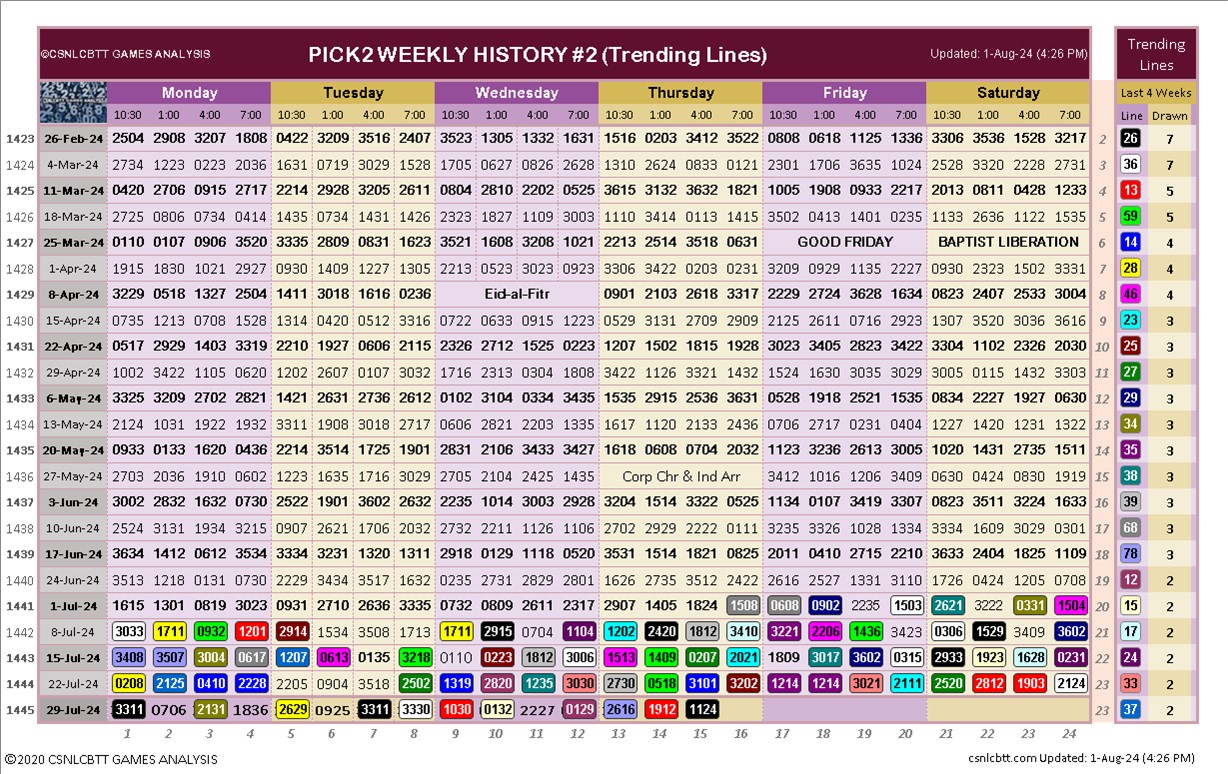 ©CSNLCBTT GAMES ANALYSIS PICK2 WEEKLY HISTORY #2 (Trending Lines) Updated: 1-Aug-24 (4:26 PM) Trending Lines
Monday Tuesday Wednesday Thursday Friday Saturday Last 4 Weeks
10:30 1:00 4:00 7:00 10:30 1:00 4:00 7:00 10:30 1:00 4:00 7:00 10:30 1:00 4:00 7:00 10:30 1:00 4:00 7:00 10:30 1:00 4:00 7:00 Line Drawn
1423 26-Feb-24 2504 2908 3207 1808 0422 3209 3516 2407 3523 1305 1332 1631 1516 0203 3412 3522 0808 0618 1125 1336 3306 3536 1528 3217 2 26 7
1424 4-Mar-24 2734 1223 0223 2036 1631 0719 3029 1525 1705 0627 0826 2628 1310 2624 0833 0121 2301 1706 3535 1024 2528 3320 2228 2731 3 36 7
1425 11-Mar-24 0420 2706 0915 2717 2214 2928 3205 2611 0804 2810 2202 0525 3615 3132 3632 1821 1005 1908 0933 2217 2013 0811 0428 1233 4 13 5
1426 18-Mar-24 2725 0806 0734 0414 1435 0734 1431 1426 2323 1827 1109 3003 1110 3414 0113 1415 3502 0413 1401 0235 1133 2636 1122 1535 5 59 5
1427 25-Mar-24 0110 0107 0906 3520 3335 2809 0831 1623 3521 1608 3208 1021 2213 2514 3518 0631 GOOD FRIDAY BAPTIST LIBERATION 6 14 4
1428 1-Apr-24 1915 1830 1021 2927 0930 1409 1227 1305 2213 0523 3023 0923 3306 3422 0203 0231 3209 0929 1135 2227 0930 2323 1502 3331 7 28 4
1429 8-Apr-24 3229 0518 1327 2504 1411 3018 1616 0236 Eid-al-Fitr 0901 2103 2618 3317 2229 2724 3628 1634 0823 2407 2533 3004 8 46 4
1430 15-Apr-24 0735 1213 0708 1528 1314 0420 0512 3313 0722 0633 0915 1223 0529 3131 2709 2909 2125 2611 0716 2923 1307 3520 3036 3616 9 23 3
1431 22-Apr-24 0517 2929 1403 3319 2210 1927 0606 2115 2326 2712 1525 0223 1207 1502 1815 1928 3023 3405 2823 3422 3304 1102 2326 2030 10 25 3
1432 29-Apr-24 1002 3422 1105 0620 1202 2607 0107 3032 1716 2313 0304 1808 3422 1126 3321 1432 1524 1630 3035 3029 3005 0115 1432 3303 11 27 3
1433 6-May-24 3325 3209 2702 2821 1421 2631 2736 2612 0102 3104 0334 3435 1535 2915 2536 3631 0528 1918 2521 1535 0834 2227 1927 0630 12 29 3
1434 13-May-24 2124 1031 1922 1932 3311 1908 3018 2717 0606 2821 2203 1335 1617 1120 2133 2436 0706 2717 0231 0404 1227 1420 1231 1322 13 34 3
1435 20-May-24 0933 0133 1620 0436 2214 3514 1725 1901 2831 2106 3433 3427 1618 0608 0704 2032 1123 3236 2613 3005 1020 1431 2735 1511 14 35 3
1436 27-May-24 2703 2036 1910 0602 1223 1635 1716 3023 2705 2104 2425 1435 Corp Chr & Ind Arr 3412 1016 1206 3409 0630 0424 0830 1919 15 38 3
1437 3-Jun-24 3002 2832 1632 0730 2522 1901 3602 2632 2235 1014 3003 2928 3204 1514 3322 0525 1134 0107 3419 3307 0823 3511 3224 1633 16 39 3
1438 10-Jun-24 2524 3131 1934 3215 0907 2621 1706 2032 2732 2211 1126 1106 2702 2929 2222 0111 3235 3326 1028 1334 3334 1609 3029 0301 17 68 3
1439 17-Jun-24 3634 1412 0612 3534 3334 3231 1320 1311 2918 0129 1118 0520 3531 1514 1821 0825 2011 0410 2715 2210 3633 2404 1825 1109 18 78 3
1440 24-Jun-24 3513 1218 0131 0730 2229 3434 3517 1632 0235 2731 2829 2801 1626 2735 3512 2422 2616 2527 1331 3110 1726 0424 1205 0708 19 12 2
1441 1-Jul-24 1615 1301 0819 3023 0931 2710 2636 3335 0732 0809 2611 2317 2907 1405 1824 1508 0608 0902 2235 1503 2621 3222 0331 1504 20 15 2
1442 8-Jul-24 3033 1711 0932 1201 2914 1534 3508 1713 1711 2915 0704 1104 1202 2420 1812 3410 3221 2206 1436 3423 0306 1529 3409 3602 21 17 2
1443 15-Jul-24 3408 3507 3004 0617 1207 0613 0135 3218 0110 0223 1812 3006 1513 1409 0207 2021 1809 3017 3602 0315 2933 1923 1628 0231 22 24 2
1444 22-Jul-24 0208 2125 0410 2228 2205 0904 3518 2502 1319 2820 1235 3030 2730 0518 3101 3202 1214 1214 3021 2111 2520 2812 1903 2124 23 33 2
1445 29-Jul-24 3311 0706 2131 1836 2629 0925 3311 3330 1030 0132 2227 0129 2616 1912 1124 23 37 2
1 2 3 4 5 6 7 8 9 10 11 12 13 14 15 16 17 18 19 20 21 22 23 24
©2020 CSNLCBTT GAMES ANALYSIS csnlcbtt.com Updated: 1-Aug-24 (4:26 PM)